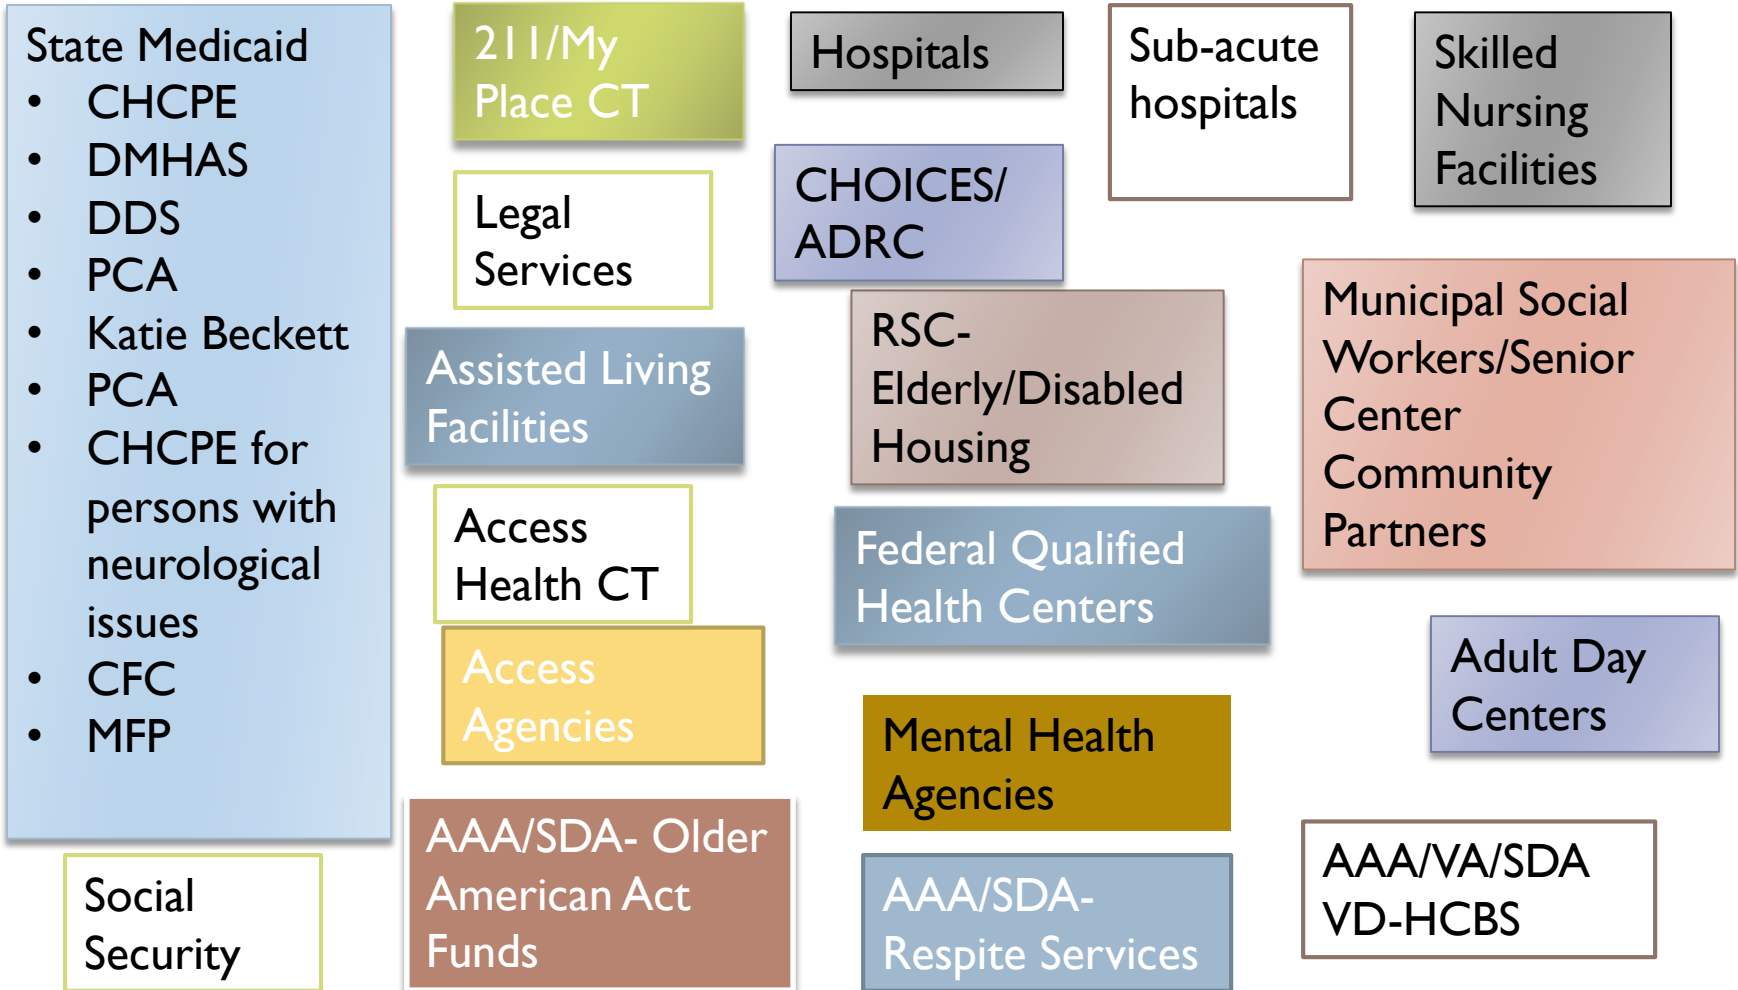 State Medicaid
• CHCPE
• DMHAS
• DDS
• PCA
• Katie Beckett
• PCA
• CHCPE for
persons with
neurological
issues
• CFC
• MFP
Social
Security
211/My
Place CT
Legal
Services
Assisted Living
Facilities
Access
Health CT
Access
Agencies
AAA/SDA- Older
American Act
Funds
Hospitals
CHOICES/
ADRC
RSC-
Elderly/Disabled
Housing
Federal Qualified
Health Centers
Mental Health
Agencies
AAA/SDA-
Respite Services
Sub-acute
hospitals
Skilled
Nursing
Facilities
Municipal Social
Workers/Senior
Center
Community
Partners
Adult Day
Centers
AAA/VA/SDA
VD-HCBS